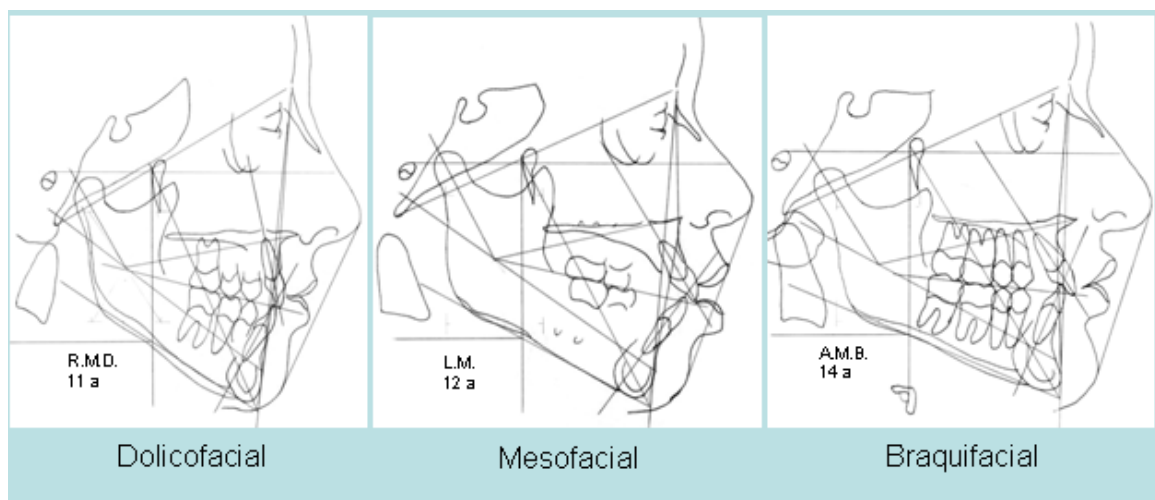 R.M.D.
11 a
L.M.
12 a
A.M.B.
14 a
Dolicofacial
Mesofacial
Braquifacial